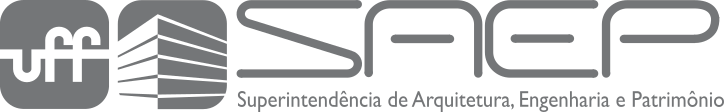 uff
SAEP
Superintendência de Arquitetura, Engenharia e Patrimônio